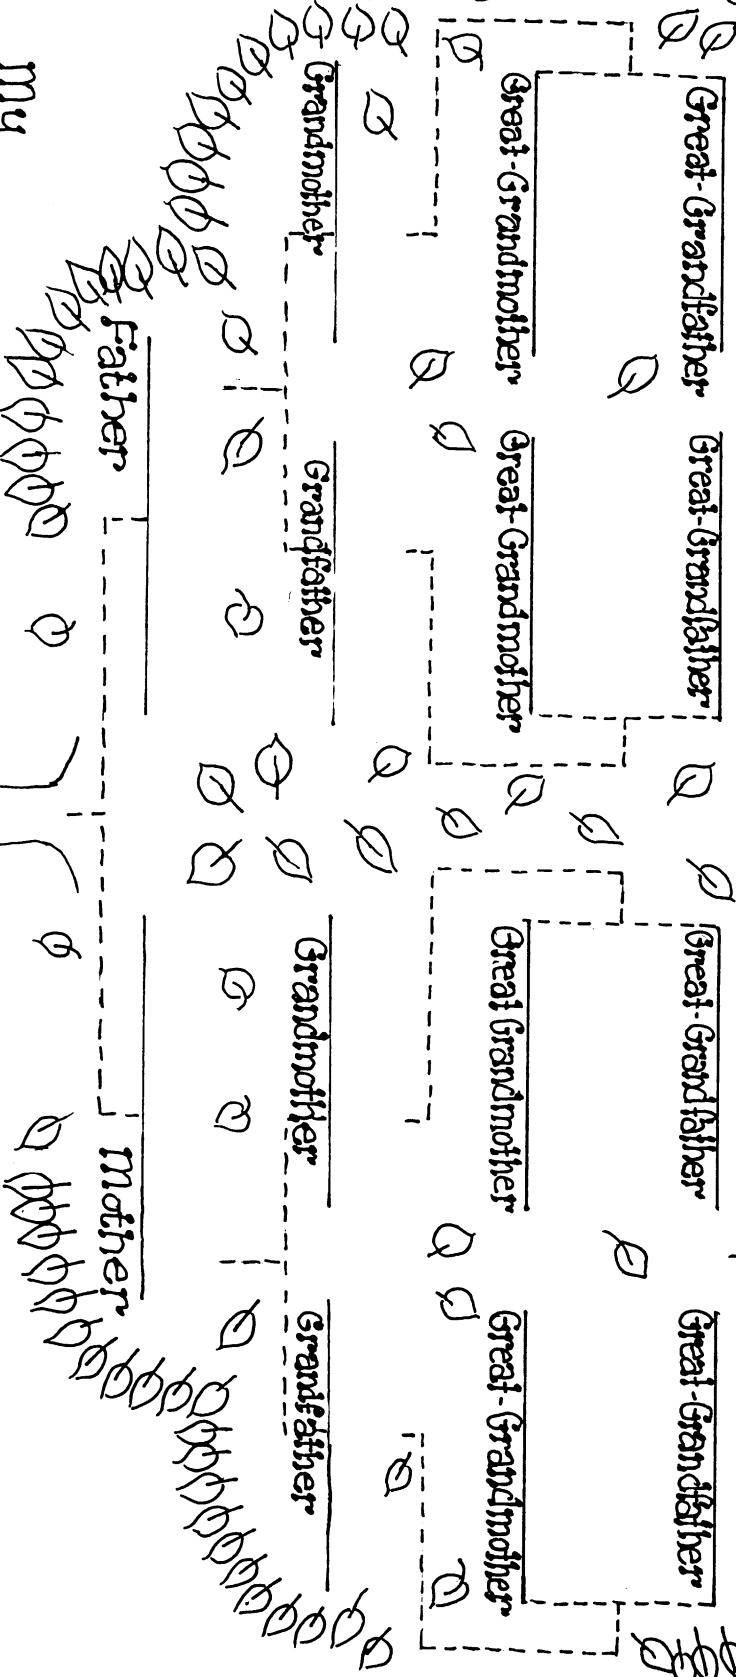 Great-Grandfather Great-Grandfather Great-Grandfather Great-Grandfather
Great-Grandmother Great-Grandmother Great Grandmother Great-Grandmother
Grandmother Grandfather Grandmother Grandfather
Father Mother
My